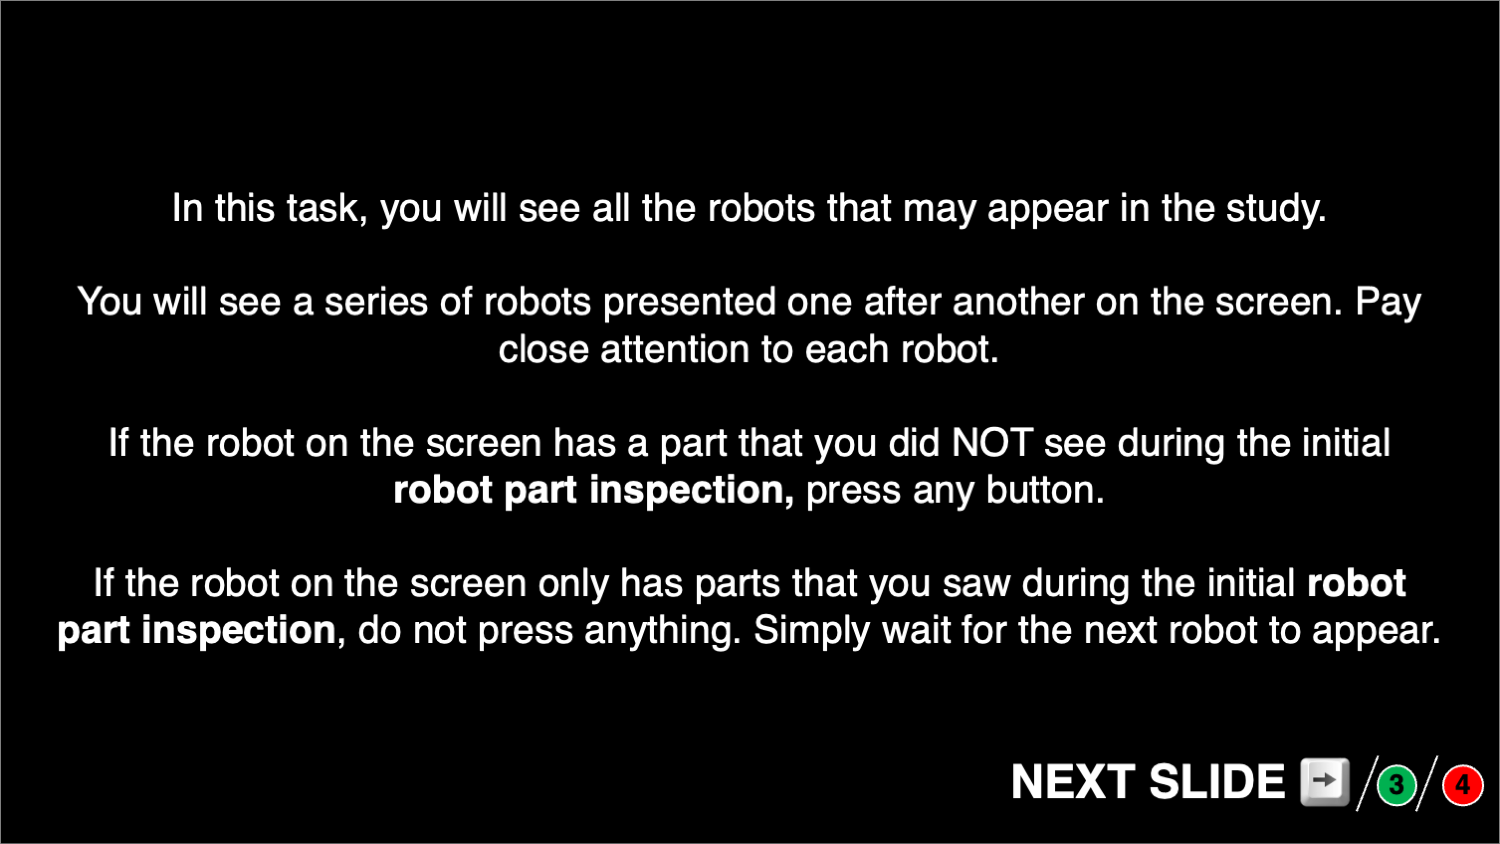 In this task, you will see all the robots that may appear in the study.
You will see a series of robots presented one after another on the screen. Pay
close attention to each robot.
If the robot on the screen has a part that you did NOT see during the initial
robot part inspection, press any button.
If the robot on the screen only has parts that you saw during the initial robot
part inspection, do not press anything. Simply wait for the next robot to appear.
NEXT SLIDE → / 3 / 4